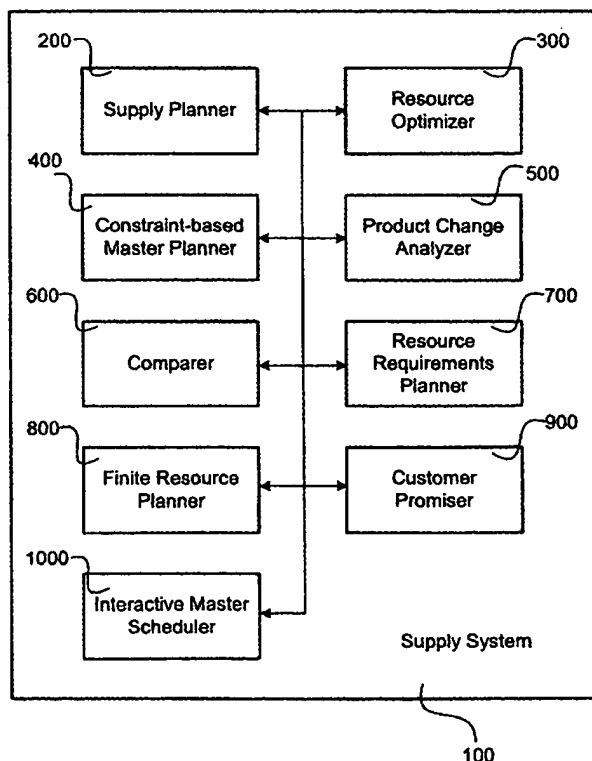 200
300
Supply Planner
Resource
Optimizer
400
500
Constraint-based
Master Planner
Product Change
Analyzer
600
700
Comparer
Resource
Requirements
Planner
800
900
Finite Resource
Planner
Customer
Promiser
1000
Interactive Master
Scheduler
Supply System
100